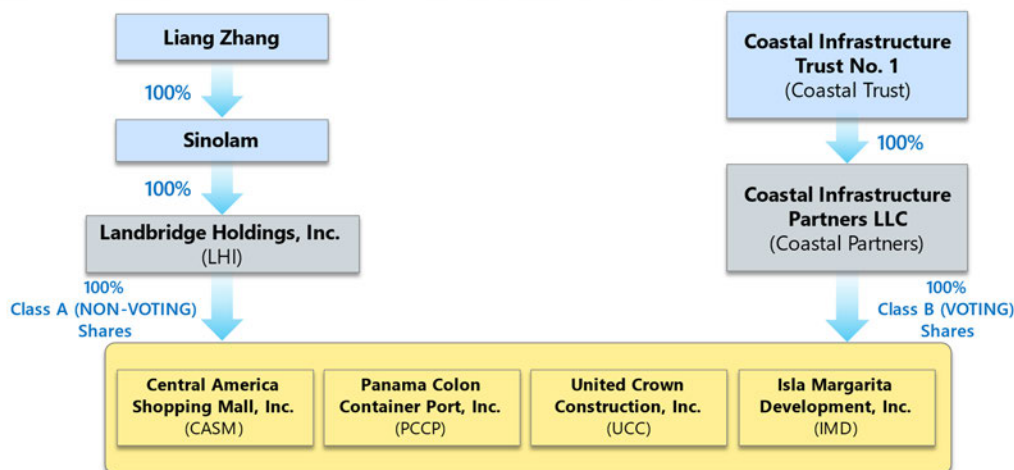 Liang Zhang
100%
Sinolam
100%
Landbridge Holdings, Inc.
(LHI)
100%
Class A (NON-VOTING)
Shares
Coastal Infrastructure
Trust No. 1
(Coastal Trust)
100%
Coastal Infrastructure
Partners LLC
(Coastal Partners)
100%
Class B (VOTING)
Shares
Central America
Shopping Mall, Inc.
(CASM)
Panama Colon
Container Port, Inc.
(PCCP)
United Crown
Construction, Inc.
(UCC)
Isla Margarita
Development, Inc.
(IMD)